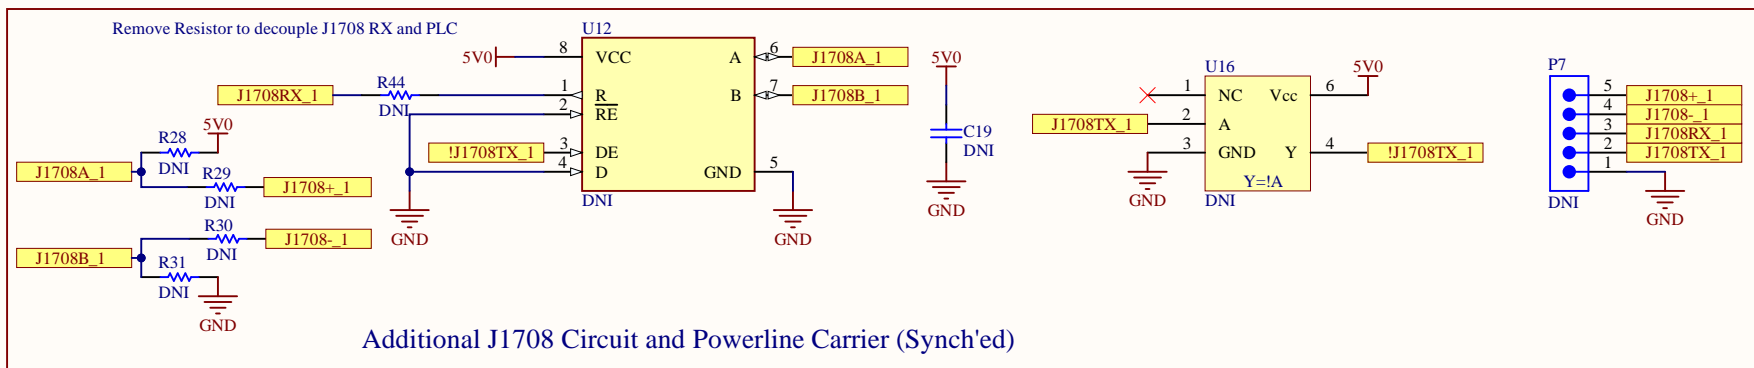 Remove Resistor to decouple J1708 RX and PLC
J1708A_1
R28
DNI
5V0
R29
DNI
J1708+_1
J1708B_1
R30
DNI
J1708-_1
R31
DNI
GND
J1708RX_1
R44
DNI
GND
!J1708TX_1
U12
5V0
8 VCC
1 R
2 RE
3 DE
4 D
A 6
J1708A_1
B 7
J1708B_1
GND 5
DNI
GND
5V0
C19
DNI
GND
U16
1 NC
J1708TX_1
2 A
3 GND
GND
Vcc 6
5V0
Y 4
!J1708TX_1
Y=!A
DNI
P7
5 J1708+_1
4 J1708-_1
3 J1708RX_1
2 J1708TX_1
1
DNI
GND
Additional J1708 Circuit and Powerline Carrier (Synch'ed)